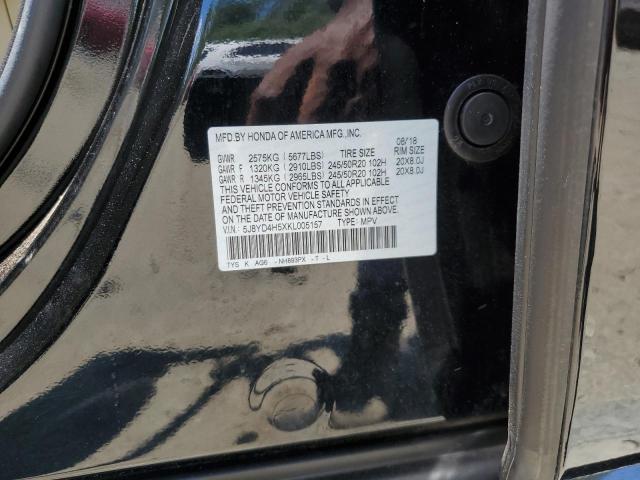 MFD.BY HONDA OF AMERICA MFG.,INC. 08/18
GVWR 2575KG (5677LBS) TIRE SIZE RIM SIZE
GAWR F 1320KG (2910LBS) 245/50R20 102H 20X8.0J
GAWR R 1345KG (2965LBS) 245/50R20 102H 20X8.0J
THIS VEHICLE CONFORMS TO ALL APPLICABLE
FEDERAL MOTOR VEHICLE SAFETY
AND THEFT PREVENTION STANDARDS IN EFFECT
ON THE DATE OF MANUFACTURE SHOWN ABOVE.
V.I.N.: 5J8YD4H5XKL005157 TYPE: MPV
TYS K AG6 - NH893PX - T - L